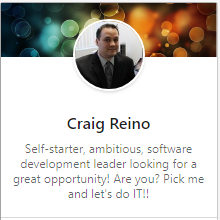 Craig Reino
Self-starter, ambitious, software
development leader looking for a
great opportunity! Are you? Pick me
and let's do IT!!